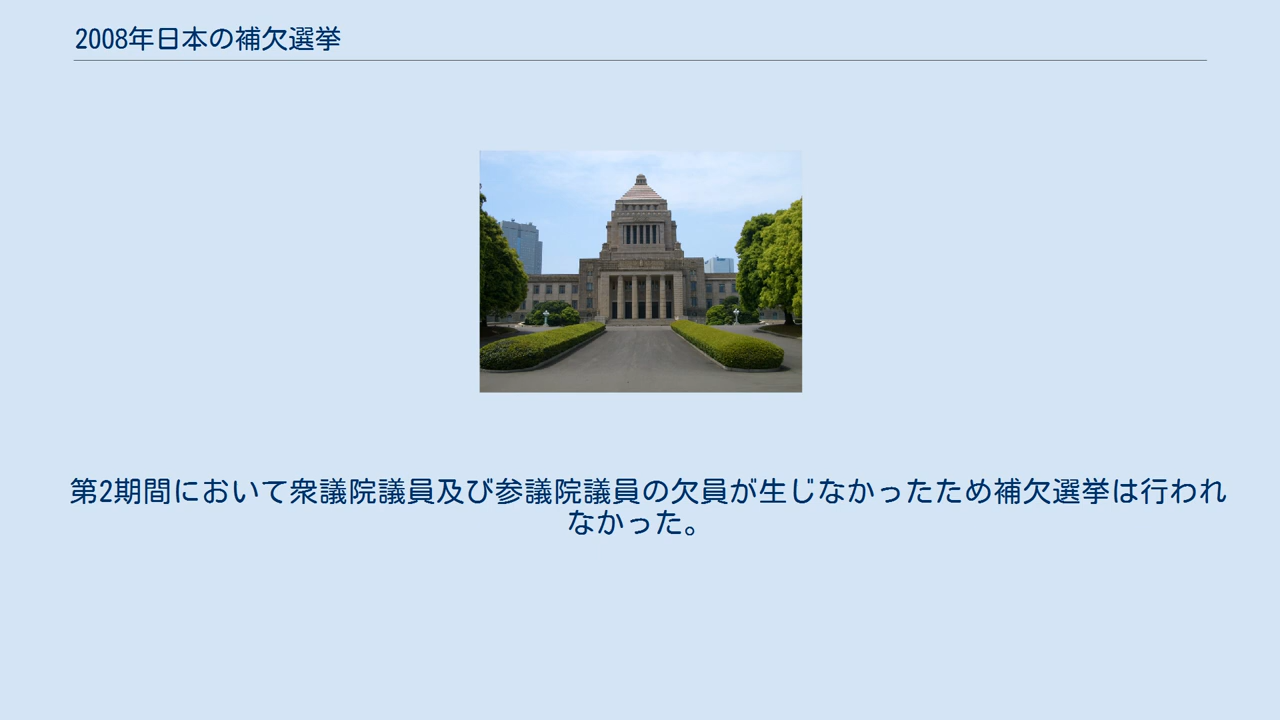 2008年日本の補欠選挙
第2期間において衆議院議員及び参議院議員の欠員が生じなかったため補欠選挙は行われ
なかった。